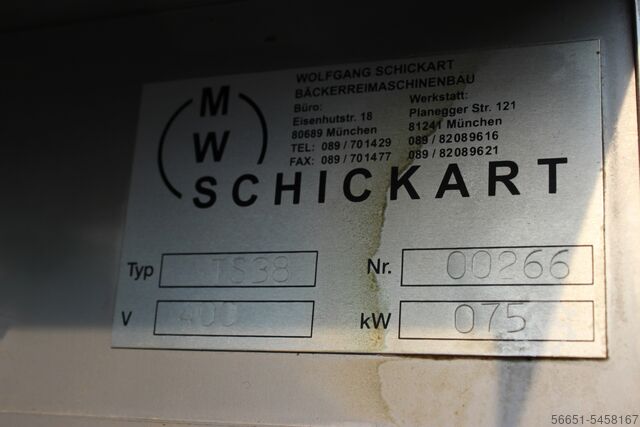 WOLFGANG SCHICKART
BÄCKERREIMASCHINENBAU
Büro:
Eisenhutstr. 18
80689 München
TEL: 089 / 701429
FAX: 089 / 701477
Werkstatt:
Planegger Str. 121
81241 München
089 / 82089616
089 / 82089621
M
W
SCHICKART
Typ TS38
Nr. 00266
V 400
kW 075
56651-5458167